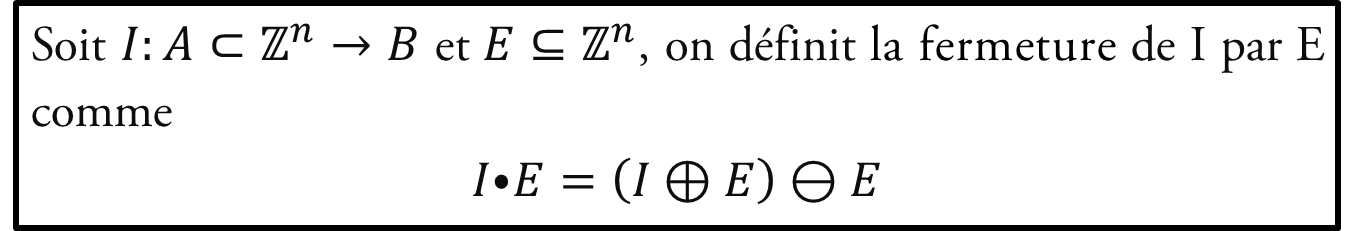 Soit I: A ⊂ ℤⁿ → B et E ⊆ ℤⁿ, on définit la fermeture de I par E
comme
I•E = (I ⊕ E) ⊖ E